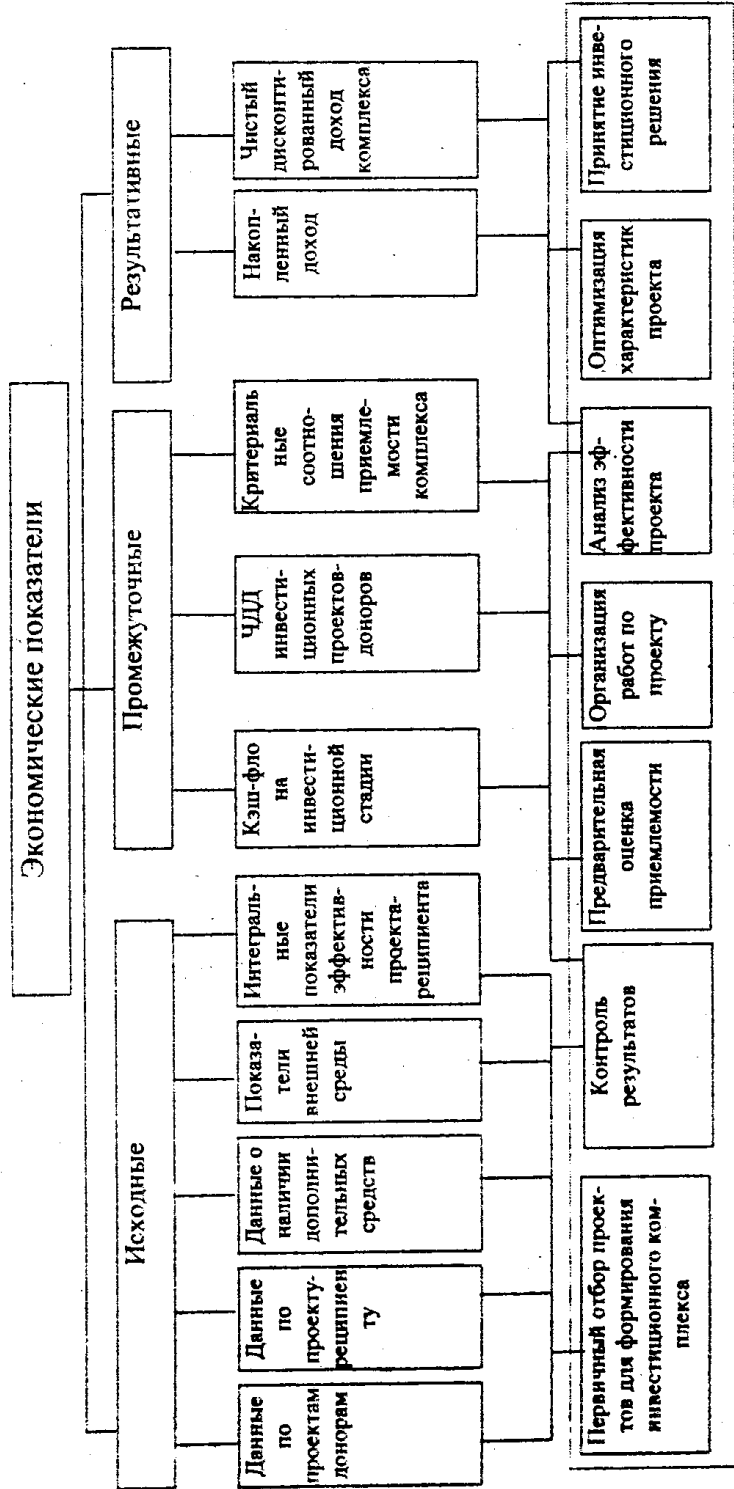 Экономические показатели
Исходные
Промежуточные
Результативные
Данные
по
проектам
донорам
Данные
по
проекту-
реципиен
ту
Данные о
наличии
дополни-
тельных
средств
Показа-
тели
внешней
среды
Интеграль-
ные
показатели
эффектив-
ности
проекта-
реципиента
Кэш-фло
на
инвести-
ционной
стадии
ЧДД
инвести-
ционных
проектов-
доноров
Критериаль
ные
соотно-
шения
приемле-
мости
комплекса
Накоп-
ленный
доход
Чистый
дисконти-
рованный
доход
комплекса
Первичный отбор проек-
тов для формирования
инвестиционного ком-
плекса
Контроль
результатов
Предварительная
оценка
приемлемости
Организация
работ по
проекту
Анализ эф-
фективности
проекта
Оптимизация
характеристик
проекта
Принятие инве-
стиционного
решения